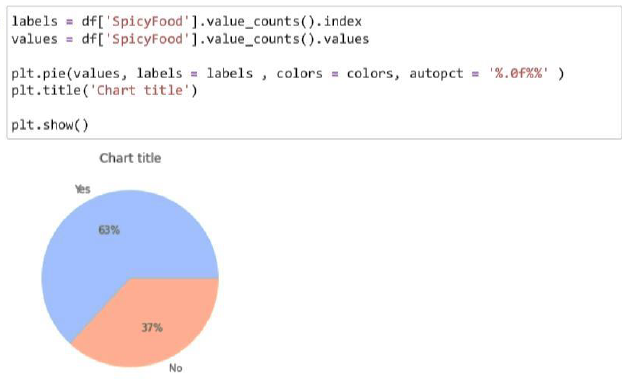 labels = df['SpicyFood'].value_counts().index
values = df['SpicyFood'].value_counts().values
plt.pie(values, labels = labels , colors = colors, autopct = '%.0f%%' )
plt.title('Chart title')
plt.show()
Chart title
Yes
63%
37%
No